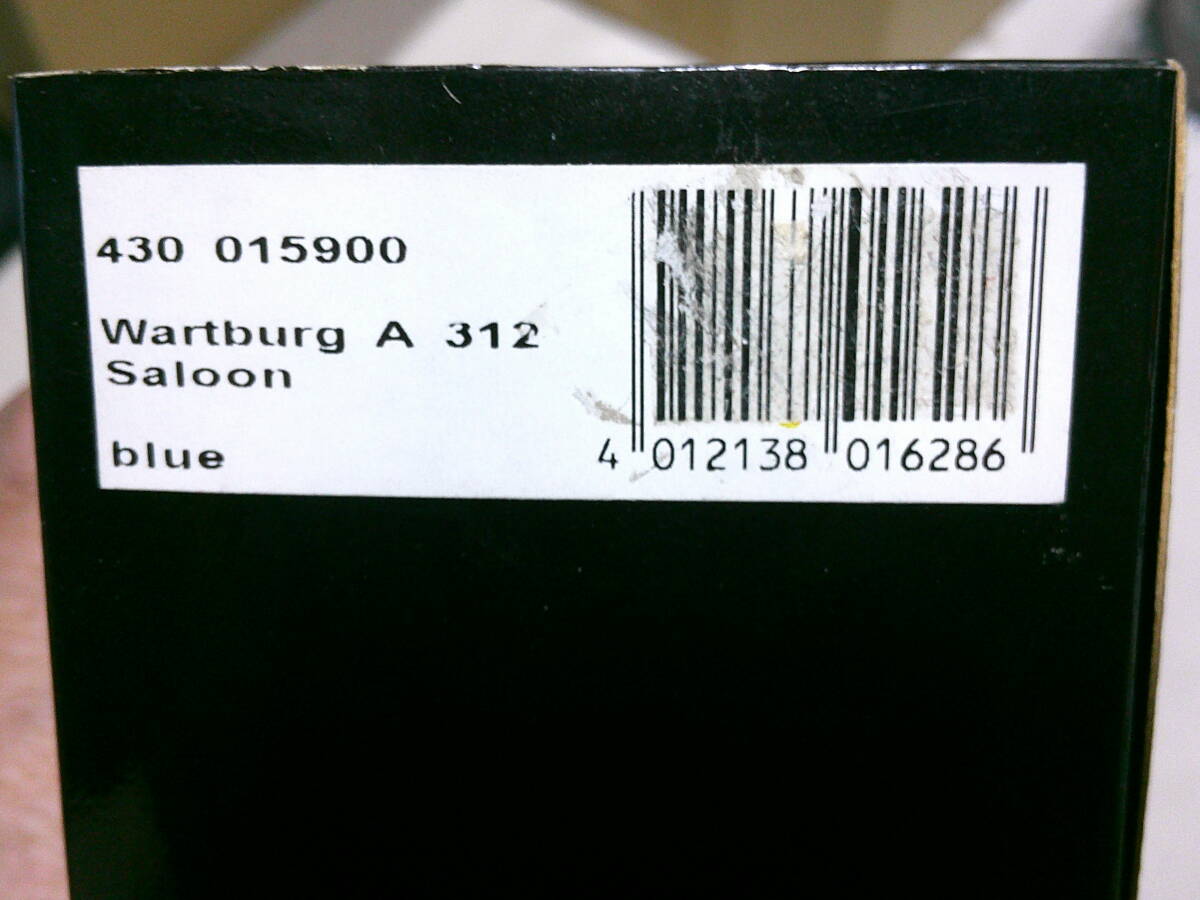 430 015900
Wartburg A 312
Saloon
blue
4 012138 016286